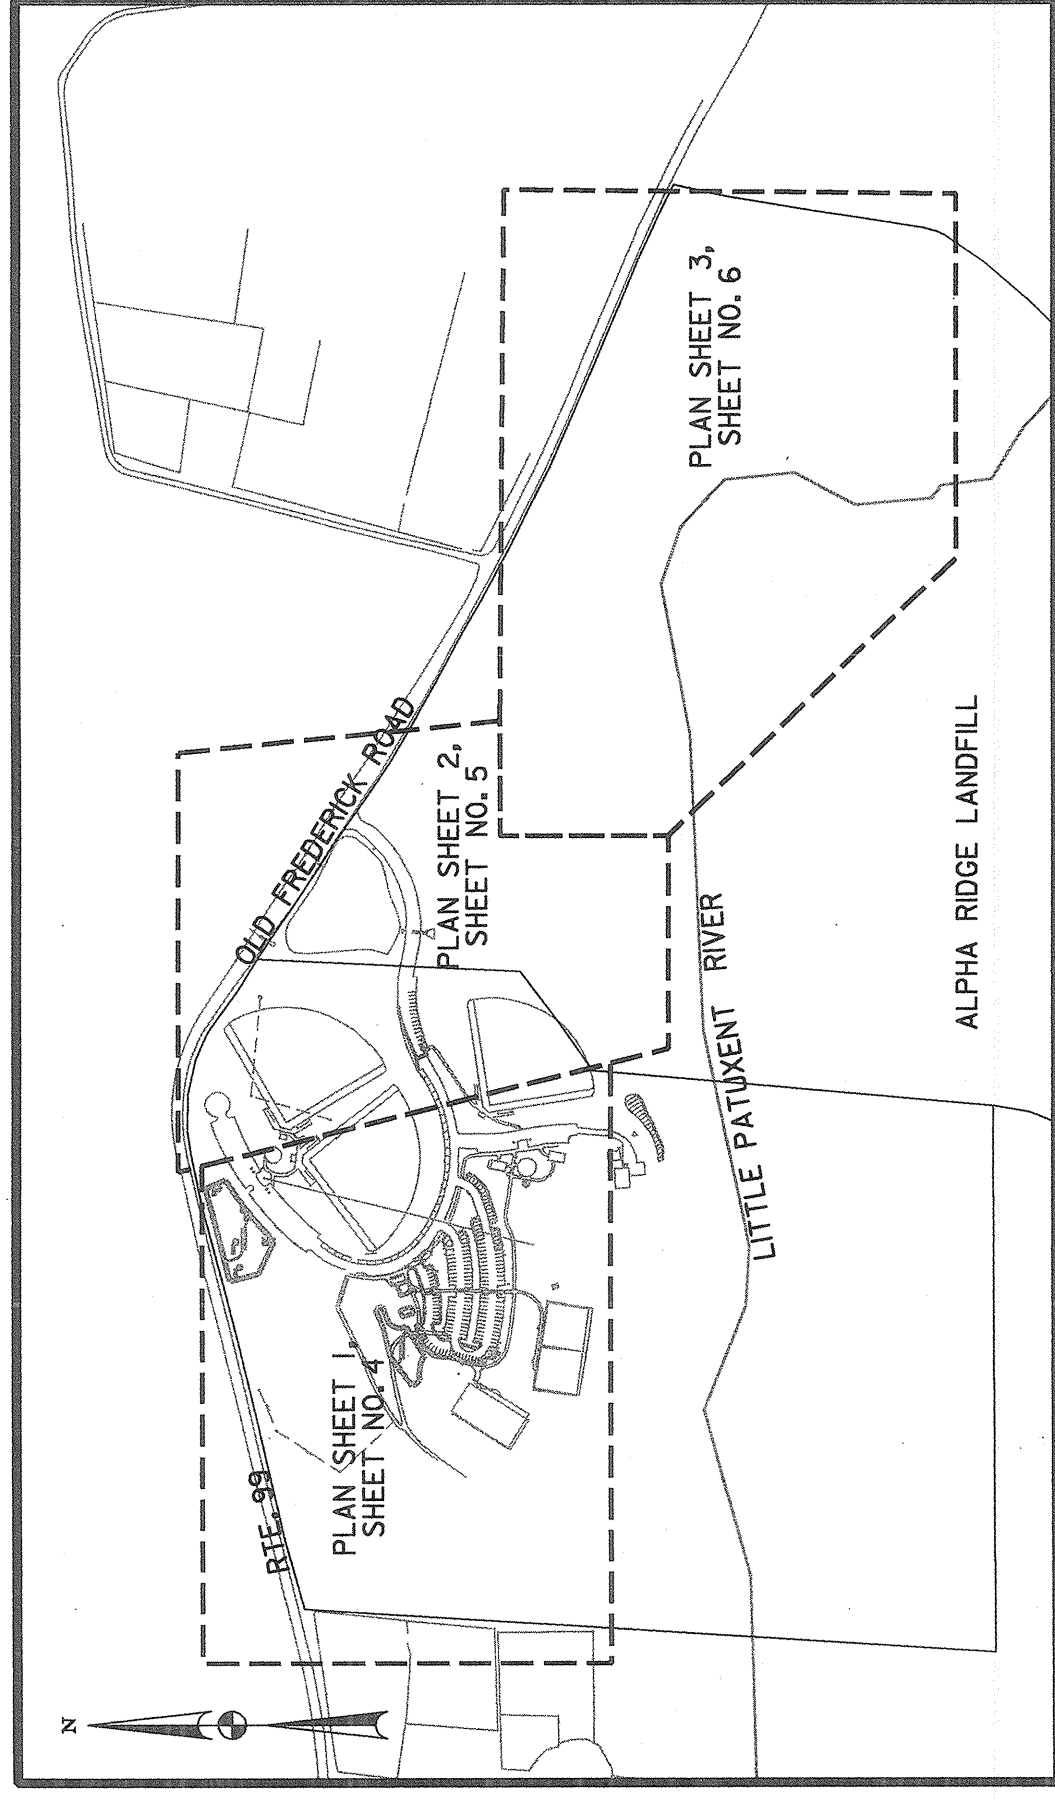 N
RTE. 99
PLAN SHEET 1,
SHEET NO. 4
OLD FREDERICK ROAD
PLAN SHEET 2,
SHEET NO. 5
PLAN SHEET 3,
SHEET NO. 6
LITTLE PATUXENT RIVER
ALPHA RIDGE LANDFILL